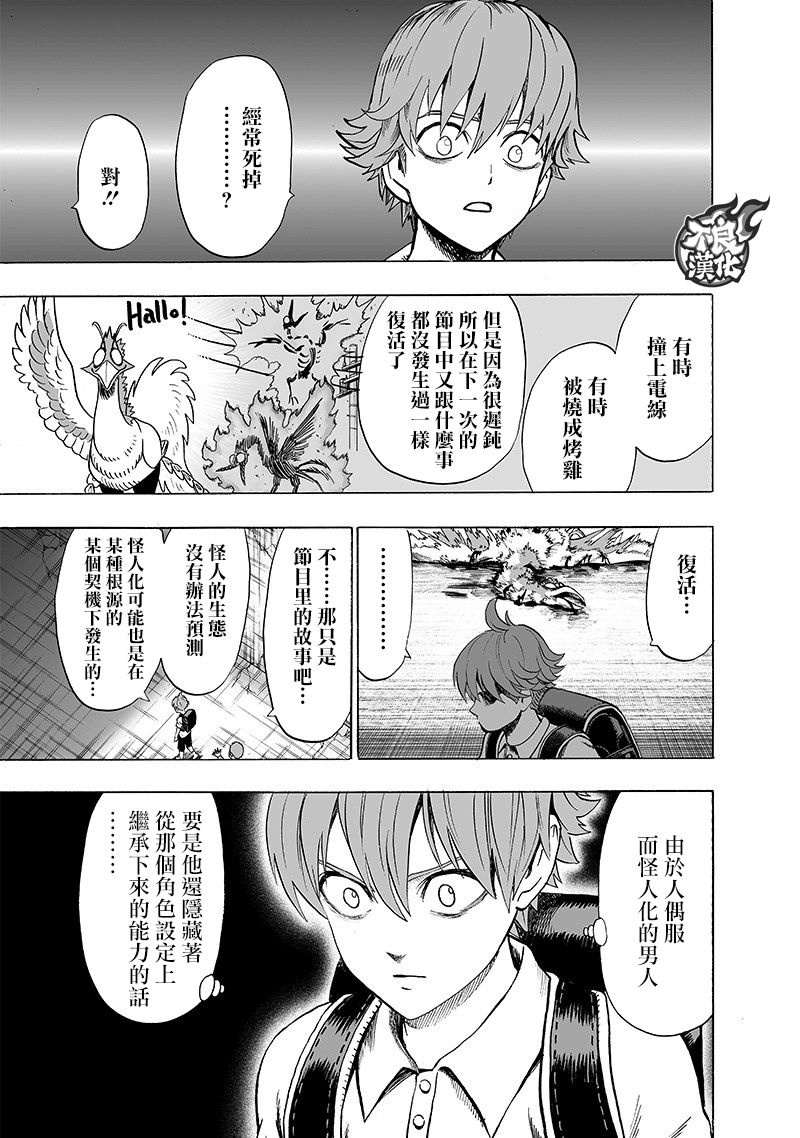 經常死掉
…………?
對!!
不良
漢化
有時
撞上電線
有時
被燒成烤雞
但是因為很遲鈍
所以在下一次的
節目中又跟什麼事
都沒發生過一樣
復活了
Hallo!
復活…
………
不……那只是
節目里的故事吧…
怪人的生態
沒有辦法預測
怪人化可能也是在
某種根源的
某個契機下發生的…
由於人偶服
而怪人化的男人
要是他還隱藏著
從那個角色設定上
繼承下來的能力的話
………